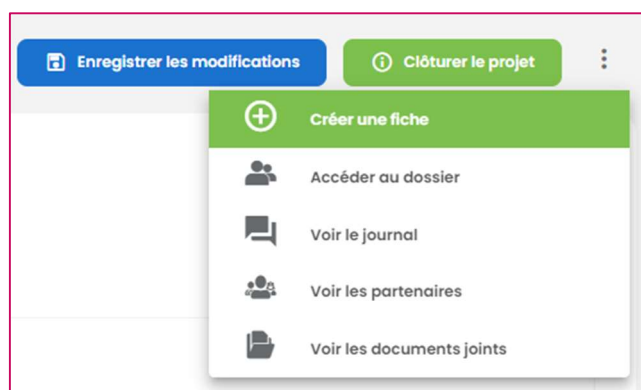 Enregistrer les modifications
Clôturer le projet
Créer une fiche
Accéder au dossier
Voir le journal
Voir les partenaires
Voir les documents joints